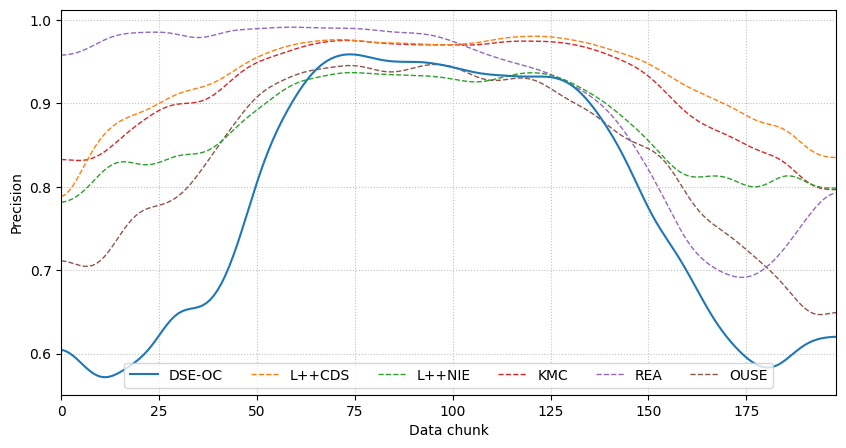 1.0
0.9
0.8
0.7
0.6
Precision
DSE-OC L++CDS L++NIE KMC REA OUSE
0 25 50 75 100 125 150 175
Data chunk